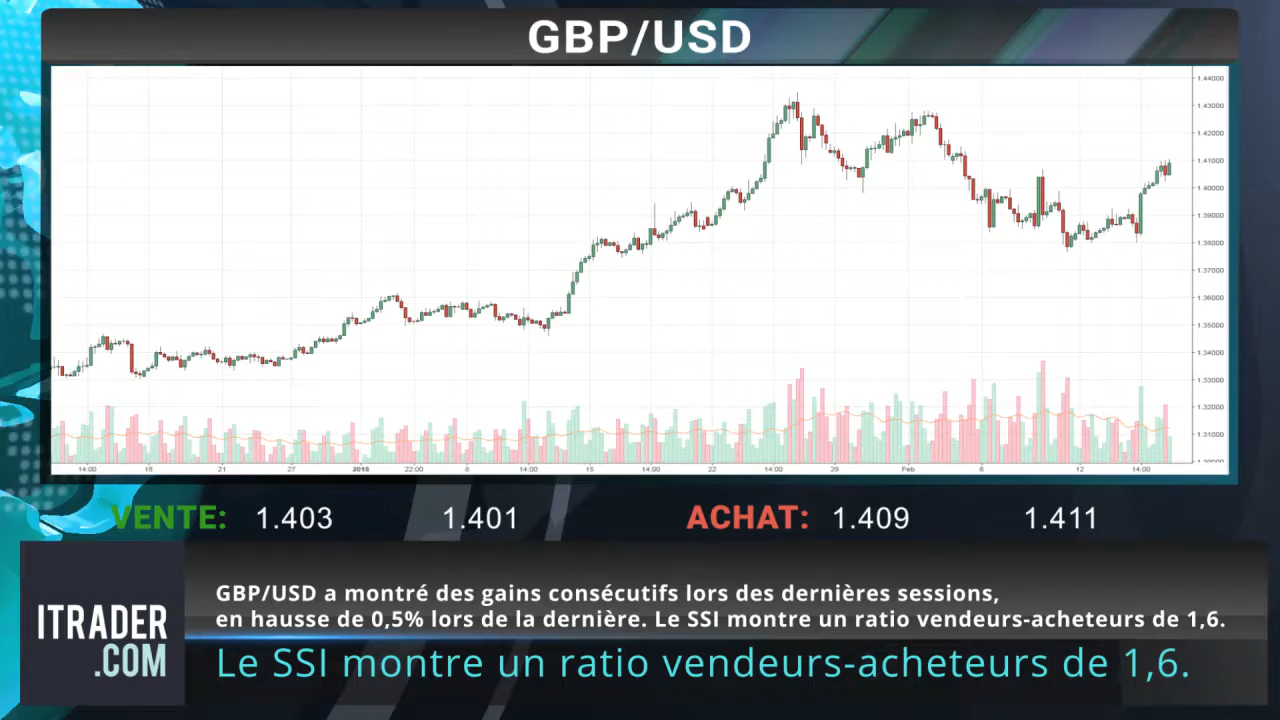 GBP/USD
1.44000
1.43000
1.42000
1.41000
1.40000
1.39000
1.38000
1.37000
1.36000
1.35000
1.34000
1.33000
1.32000
1.31000
14:00 18 21 27 2018 22:00 8 14:00 15 14:00 22 14:00 29 Feb 6 12 14:00
VENTE: 1.403 1.401 ACHAT: 1.409 1.411
ITRADER
.COM
GBP/USD a montré des gains consécutifs lors des dernières sessions,
en hausse de 0,5% lors de la dernière. Le SSI montre un ratio vendeurs-acheteurs de 1,6.
Le SSI montre un ratio vendeurs-acheteurs de 1,6.